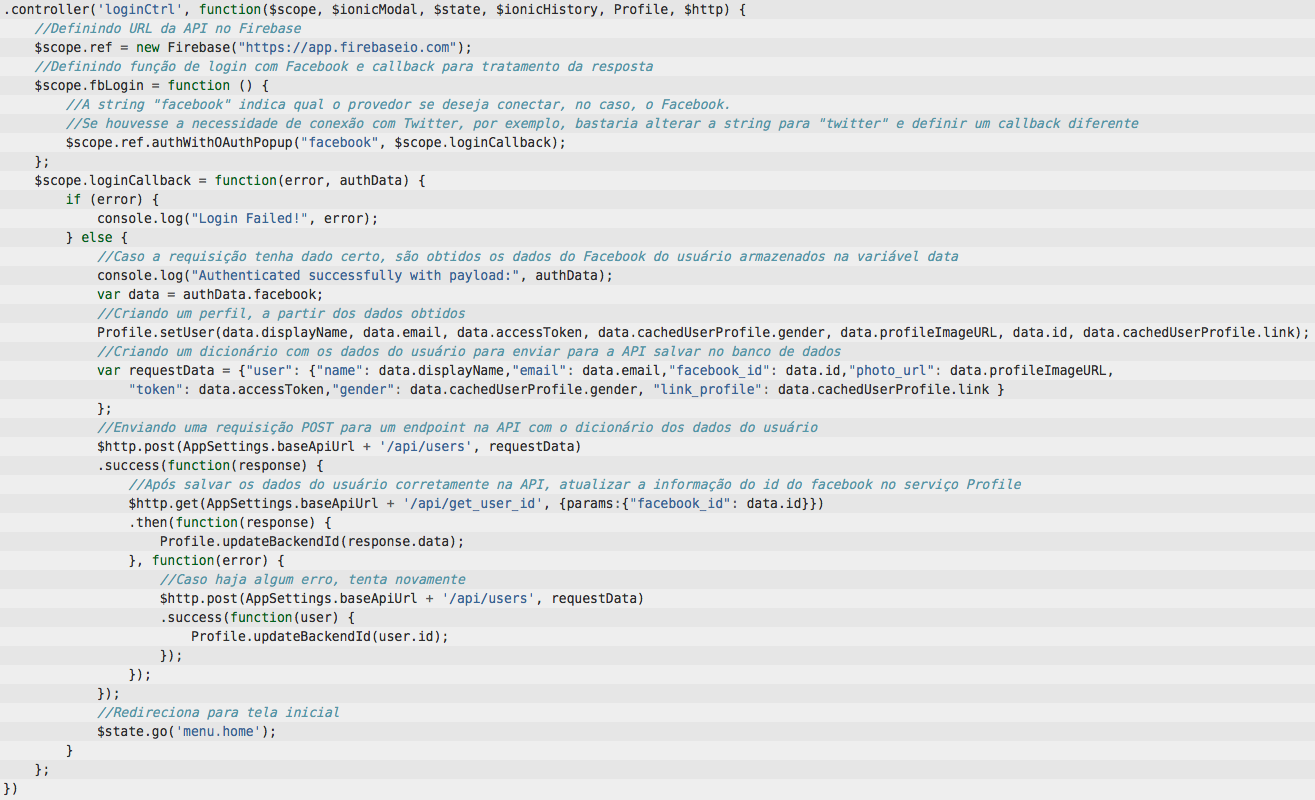 .controller('loginCtrl', function($scope, $ionicModal, $state, $ionicHistory, Profile, $http) {
    //Definindo URL da API no Firebase
    $scope.ref = new Firebase("https://app.firebaseio.com");
    //Definindo função de login com Facebook e callback para tratamento da resposta
    $scope.fbLogin = function () {
        //A string "facebook" indica qual o provedor se deseja conectar, no caso, o Facebook.
        //Se houvesse a necessidade de conexão com Twitter, por exemplo, bastaria alterar a string para "twitter" e definir um callback diferente
        $scope.ref.authWithOAuthPopup("facebook", $scope.loginCallback);
    };
    $scope.loginCallback = function(error, authData) {
        if (error) {
            console.log("Login Failed!", error);
        } else {
            //Caso a requisição tenha dado certo, são obtidos os dados do Facebook do usuário armazenados na variável data
            console.log("Authenticated successfully with payload:", authData);
            var data = authData.facebook;
            //Criando um perfil, a partir dos dados obtidos
            Profile.setUser(data.displayName, data.email, data.accessToken, data.cachedUserProfile.gender, data.profileImageURL, data.id, data.cachedUserProfile.link);
            //Criando um dicionário com os dados do usuário para enviar para a API salvar no banco de dados
            var requestData = {"user": {"name": data.displayName,"email": data.email,"facebook_id": data.id,"photo_url": data.profileImageURL,
                "token": data.accessToken,"gender": data.cachedUserProfile.gender, "link_profile": data.cachedUserProfile.link }
            };
            //Enviando uma requisição POST para um endpoint na API com o dicionário dos dados do usuário
            $http.post(AppSettings.baseApiUrl + '/api/users', requestData)
            .success(function(response) {
                //Após salvar os dados do usuário corretamente na API, atualizar a informação do id do facebook no serviço Profile
                $http.get(AppSettings.baseApiUrl + '/api/get_user_id', {params:{"facebook_id": data.id}})
                .then(function(response) {
                    Profile.updateBackendId(response.data);
                }, function(error) {
                    //Caso haja algum erro, tenta novamente
                    $http.post(AppSettings.baseApiUrl + '/api/users', requestData)
                    .success(function(user) {
                        Profile.updateBackendId(user.id);
                    });
                });
            });
            //Redireciona para tela inicial
            $state.go('menu.home');
        }
    };
})